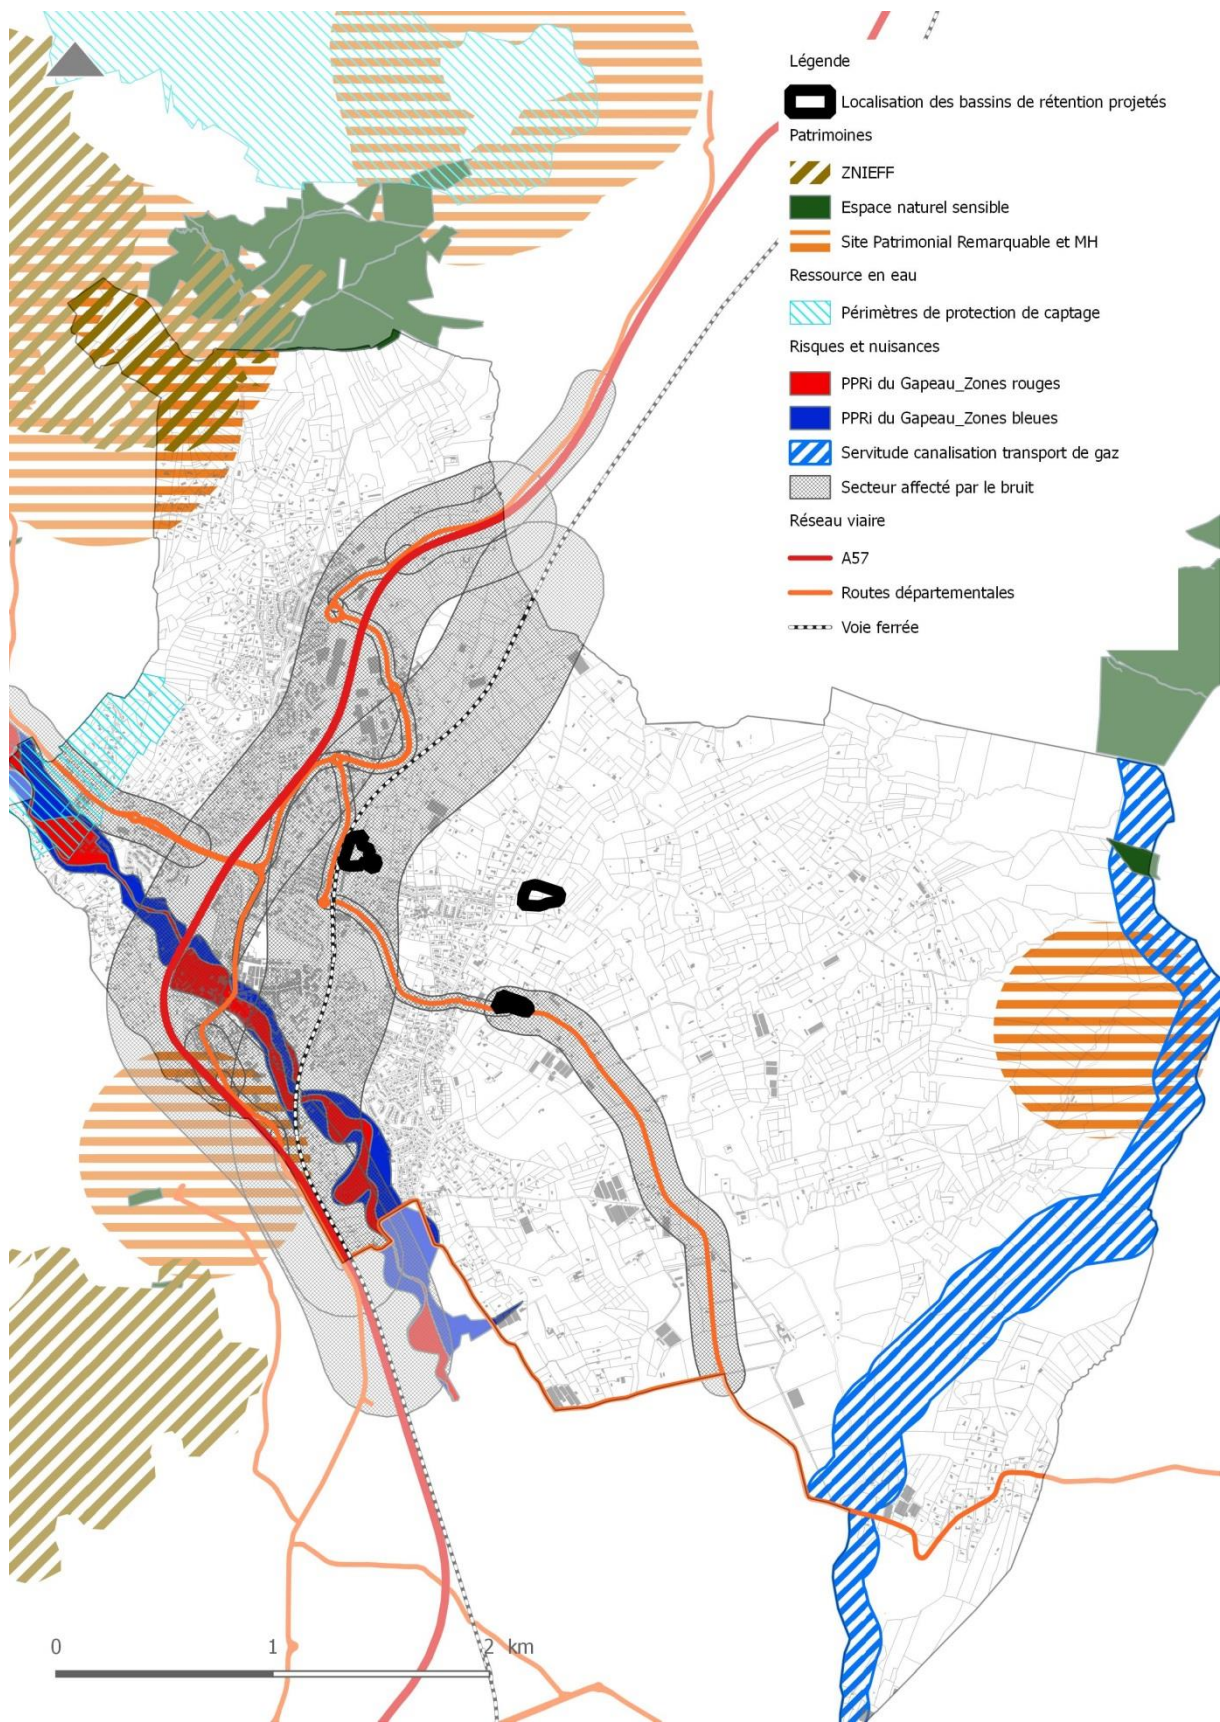 Légende
Localisation des bassins de rétention projetés
Patrimoines
ZNIEFF
Espace naturel sensible
Site Patrimonial Remarquable et MH
Ressource en eau
Périmètres de protection de captage
Risques et nuisances
PPRi du Gapeau_Zones rouges
PPRi du Gapeau_Zones bleues
Servitude canalisation transport de gaz
Secteur affecté par le bruit
Réseau viaire
A57
Routes départementales
Voie ferrée
0 1 2 km